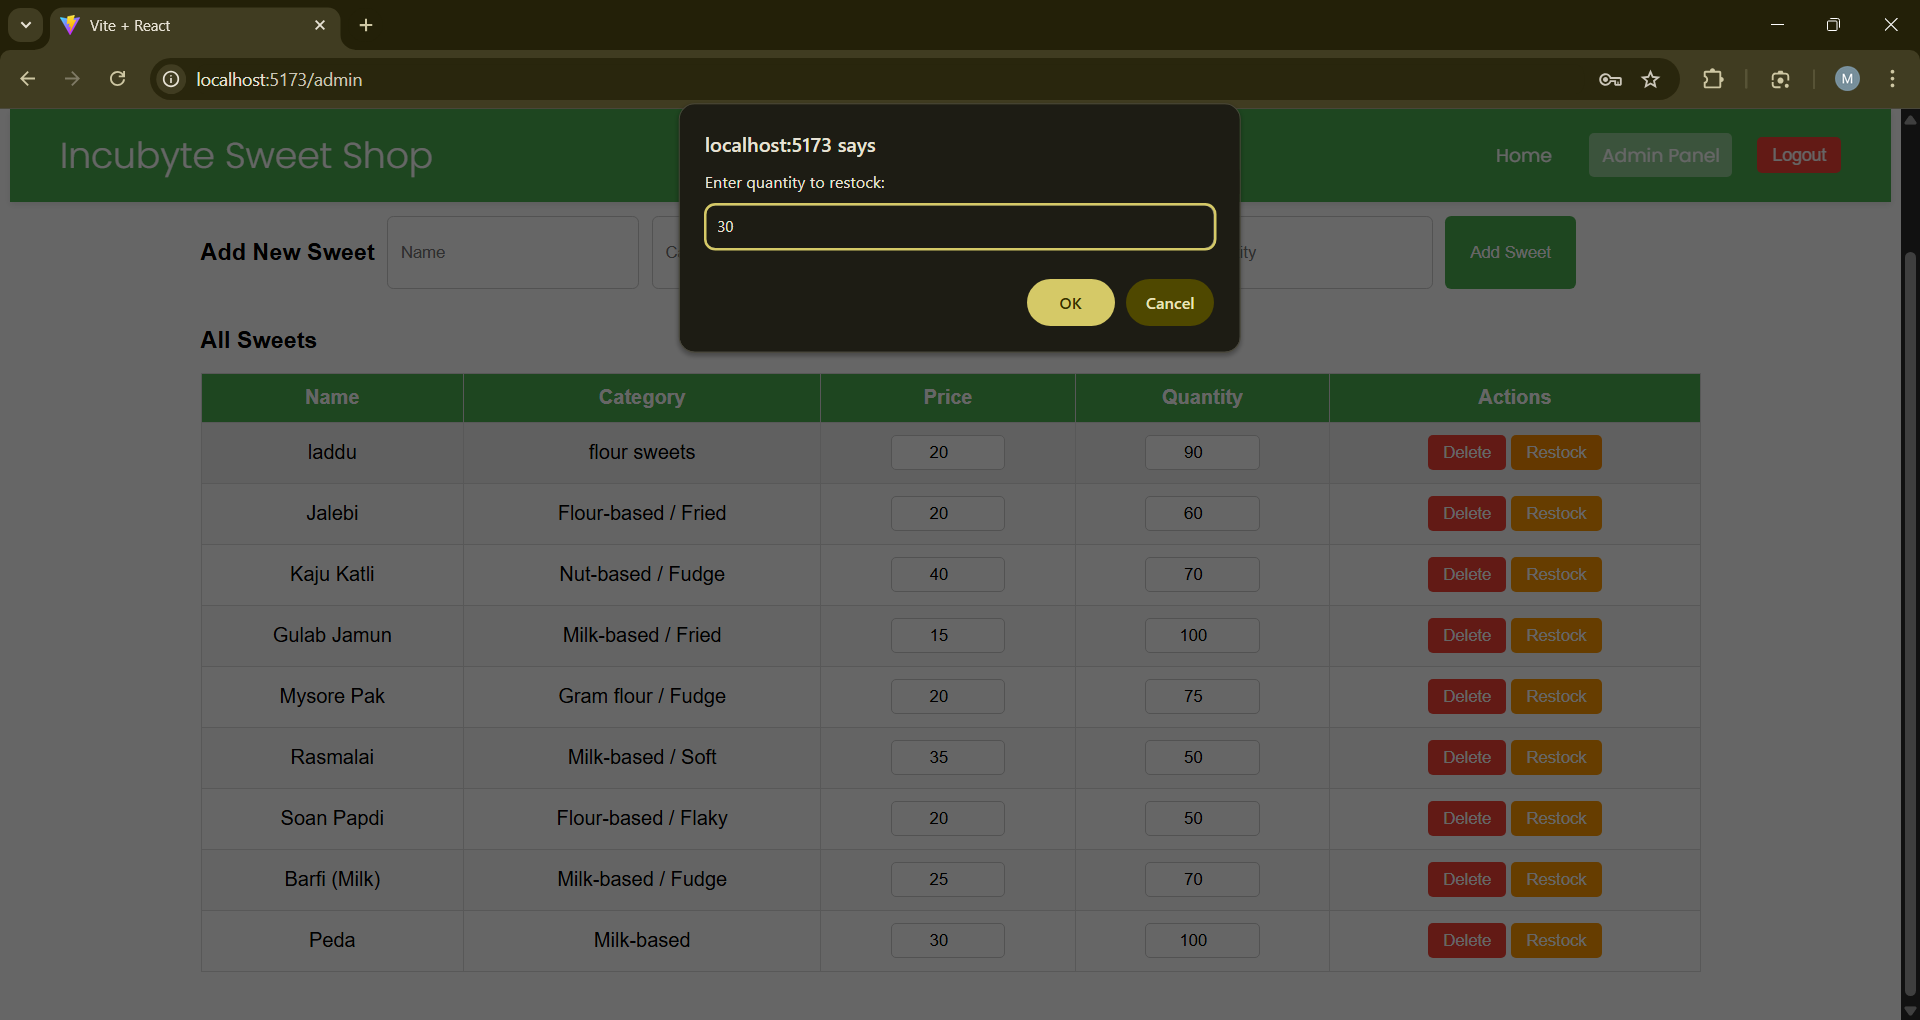 Vite + React
localhost:5173/admin
M
Incubyte Sweet Shop
Home
Admin Panel
Logout
localhost:5173 says
Enter quantity to restock:
30
OK
Cancel
Add New Sweet
Name
Ca
ity
Add Sweet
All Sweets
Name Category Price Quantity Actions
laddu flour sweets 20 90 Delete Restock
Jalebi Flour-based / Fried 20 60 Delete Restock
Kaju Katli Nut-based / Fudge 40 70 Delete Restock
Gulab Jamun Milk-based / Fried 15 100 Delete Restock
Mysore Pak Gram flour / Fudge 20 75 Delete Restock
Rasmalai Milk-based / Soft 35 50 Delete Restock
Soan Papdi Flour-based / Flaky 20 50 Delete Restock
Barfi (Milk) Milk-based / Fudge 25 70 Delete Restock
Peda Milk-based 30 100 Delete Restock